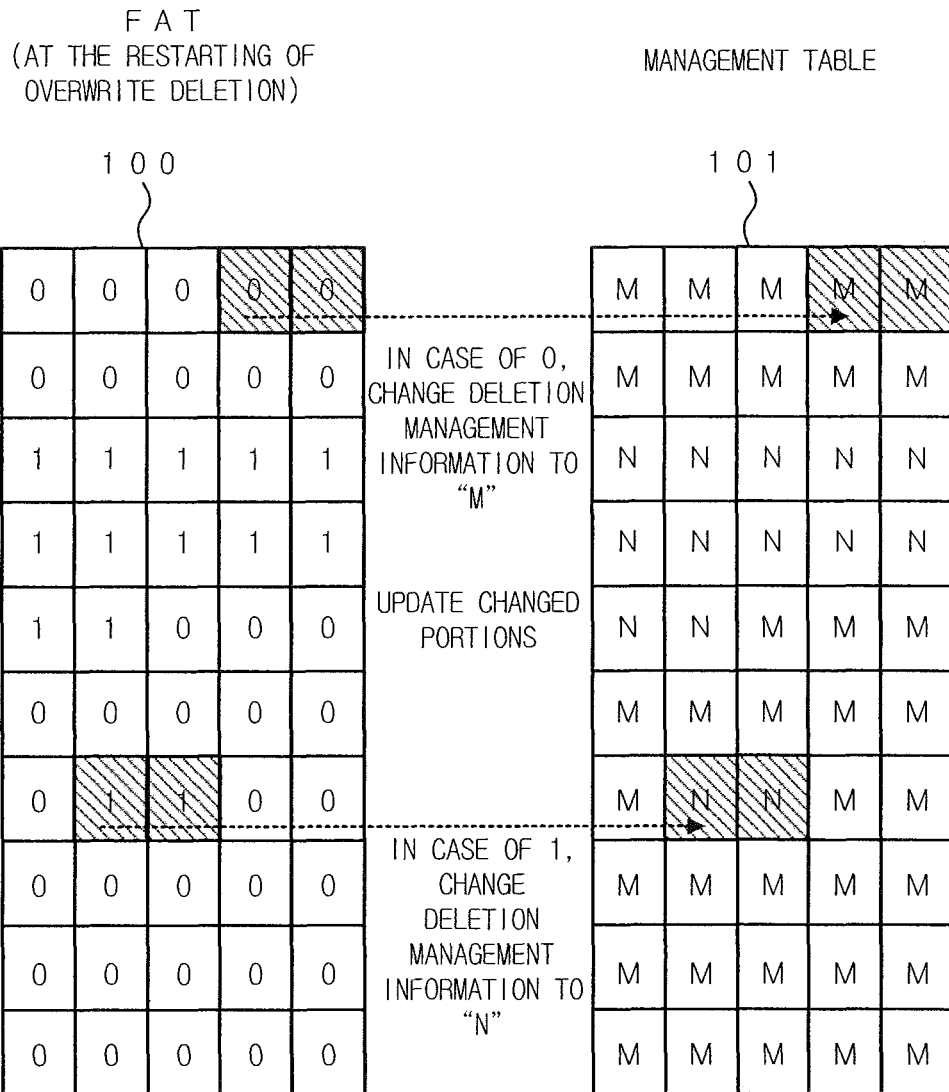 F A T
(AT THE RESTARTING OF
OVERWRITE DELETION)
MANAGEMENT TABLE
1 0 0
1 0 1
0 0 0 0 0
M M M M M
IN CASE OF 0,
CHANGE DELETION
MANAGEMENT
INFORMATION TO
“M”
0 0 0 0 0
M M M M M
1 1 1 1 1
N N N N N
1 1 1 1 1
N N N N N
UPDATE CHANGED
PORTIONS
1 1 0 0 0
N N M M M
0 0 0 0 0
M M M M M
0 1 1 0 0
M N N M M
IN CASE OF 1,
CHANGE
DELETION
MANAGEMENT
INFORMATION TO
“N”
0 0 0 0 0
M M M M M
0 0 0 0 0
M M M M M
0 0 0 0 0
M M M M M